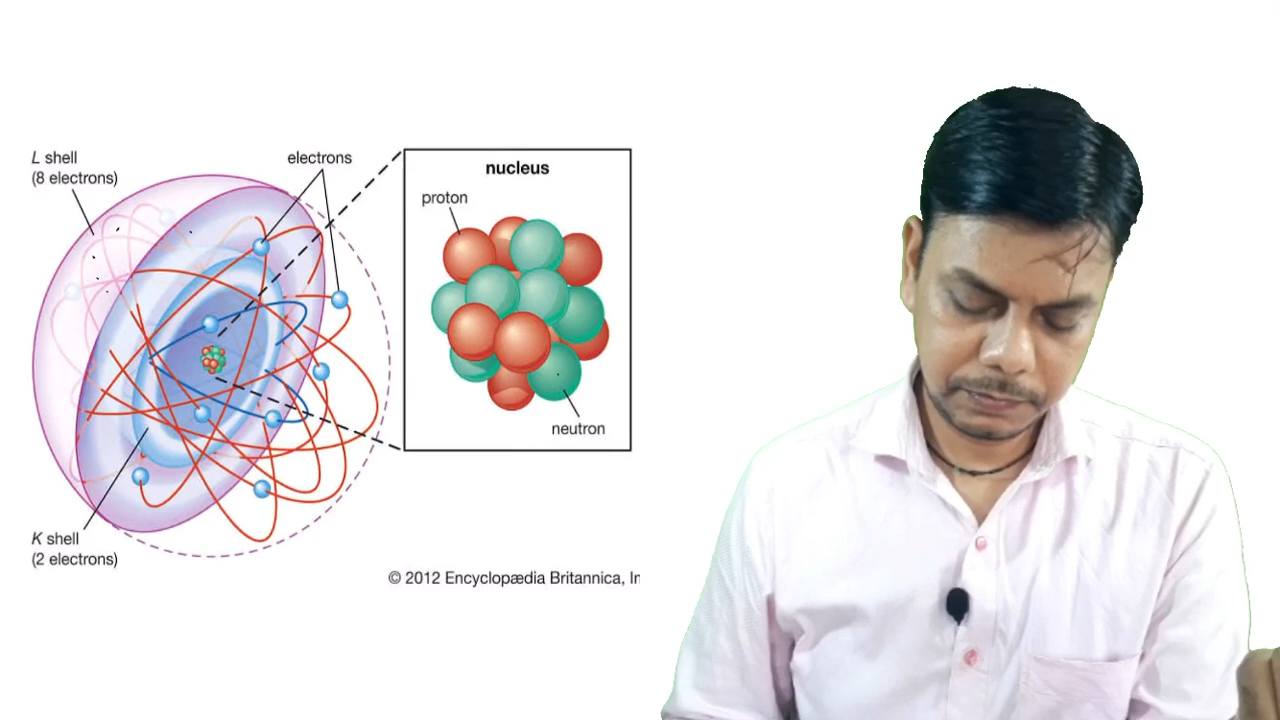 L shell
(8 electrons)
electrons
nucleus
proton
neutron
K shell
(2 electrons)
© 2012 Encyclopædia Britannica, In